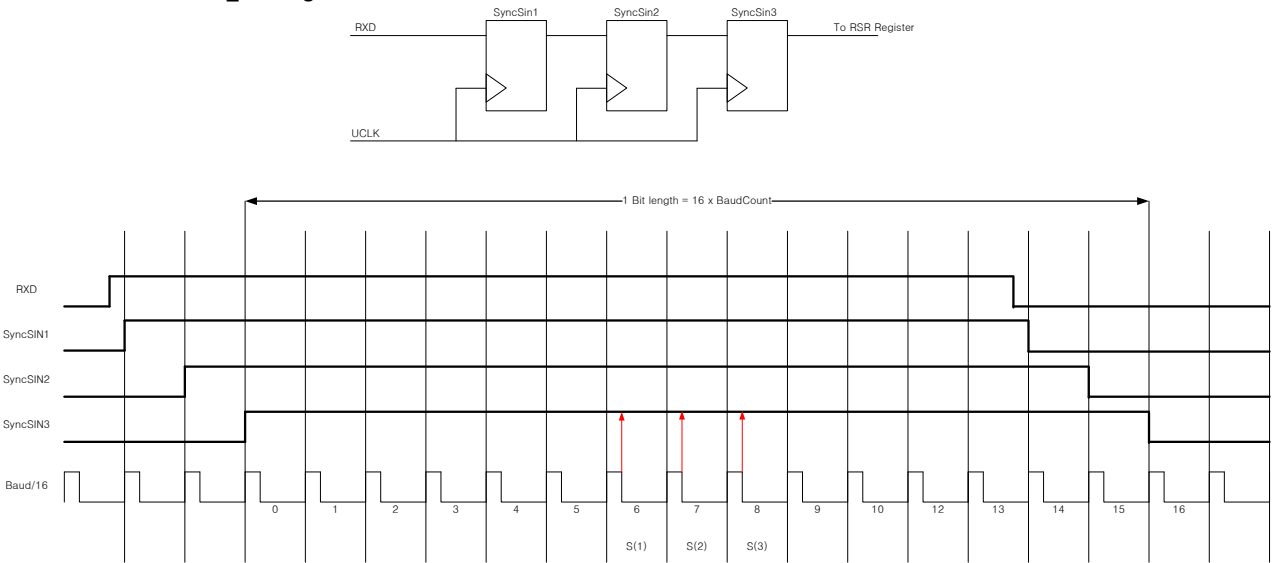 SyncSin1 SyncSin2 SyncSin3
RXD To RSR Register
UCLK
1 Bit length = 16 x BaudCount
RXD
SyncSIN1
SyncSIN2
SyncSIN3
Baud/16
0 1 2 3 4 5 6 7 8 9 10 12 13 14 15 16
S(1) S(2) S(3)